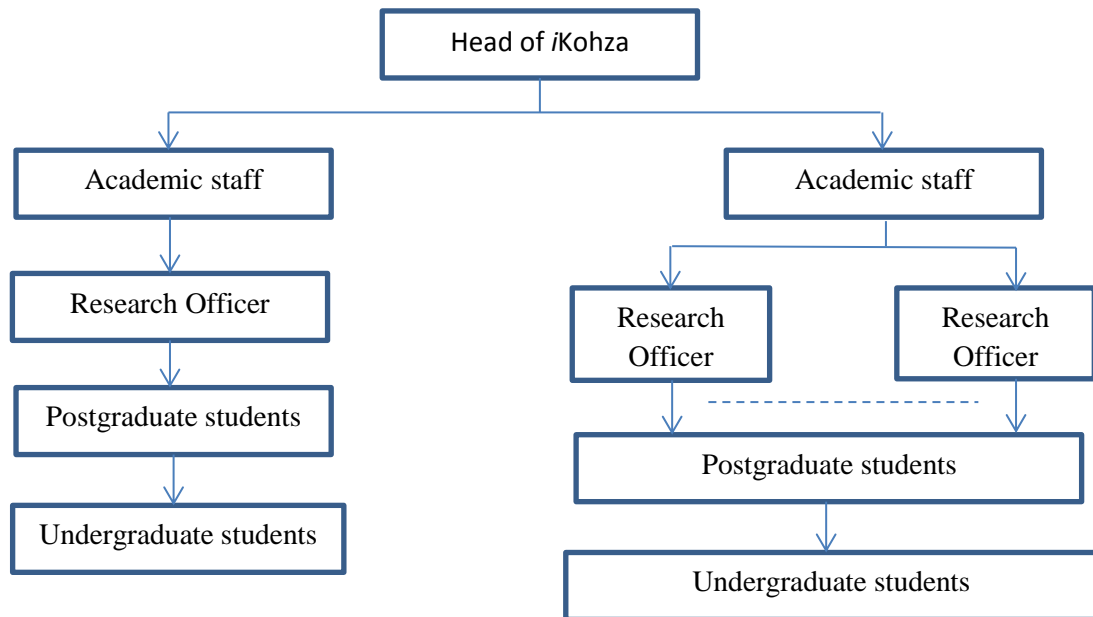 Head of iKohza
Academic staff
Academic staff
Research Officer
Research
Officer
Research
Officer
Postgraduate students
Postgraduate students
Undergraduate students
Undergraduate students